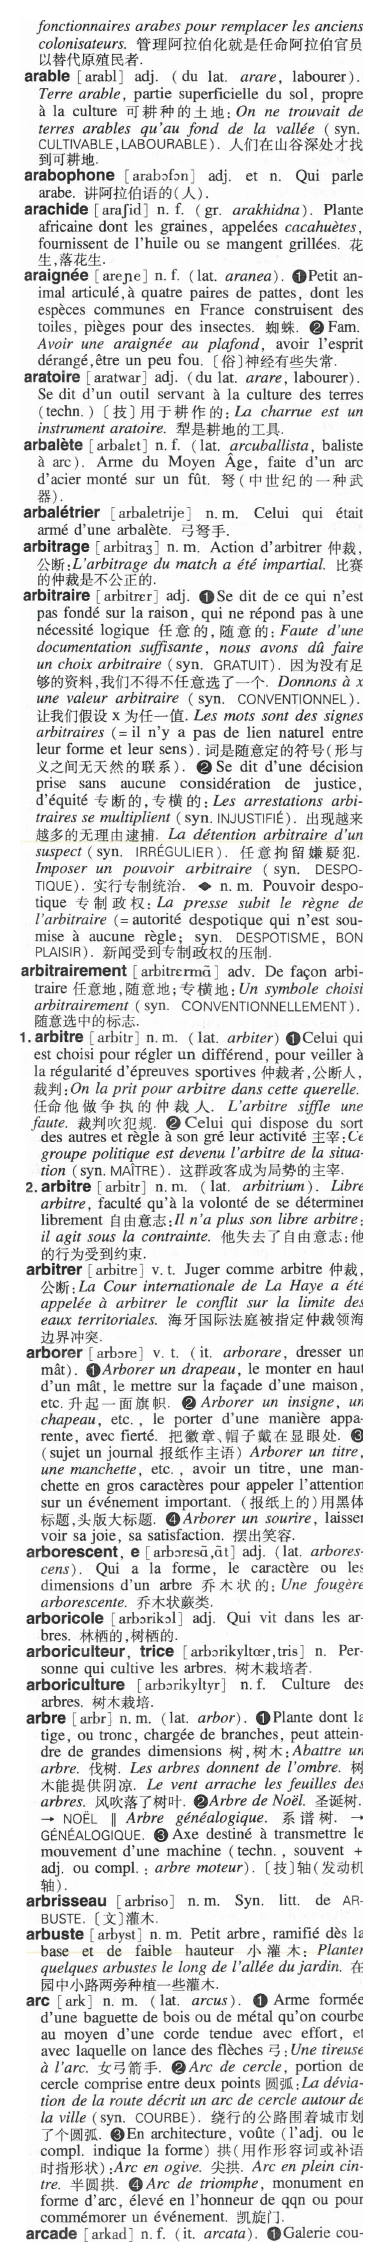 fonctionnaires arabes pour remplacer les anciens
colonisateurs. 管理阿拉伯化就是任命阿拉伯官员
以替代原殖民者.
arable [arabl] adj. (du lat. arare, labourer).
Terre arable, partie superficielle du sol, propre
à la culture 可耕种的土地: On ne trouvait de
terres arables qu'au fond de la vallée (syn.
CULTIVABLE, LABOURABLE). 人们在山谷深处才找
到可耕地.
arabophone [arabɔfɔn] adj. et n. Qui parle
arabe. 讲阿拉伯语的(人).
arachide [araʃid] n. f. (gr. arakhidna). Plante
africaine dont les graines, appelées cacahuètes,
fournissent de l'huile ou se mangent grillées. 花
生,落花生.
araignée [areɲe] n. f. (lat. aranea). ❶Petit an-
imal articulé,à quatre paires de pattes, dont les
espèces communes en France construisent des
toiles, pièges pour des insectes. 蜘蛛. ❷ Fam.
Avoir une araignée au plafond, avoir l'esprit
dérangé,être un peu fou. 〔俗〕神经有些失常.
aratoire [aratwar] adj. (du lat. arare, labourer).
Se dit d'un outil servant à la culture des terres
(techn.) 〔技〕用于耕作的: La charrue est un
instrument aratoire. 犁是耕地的工具.
arbalète [arbalɛt] n. f. (lat. arcuballista, baliste
à arc). Arme du Moyen Âge, faite d'un arc
d'acier monté sur un fût. 弩(中世纪的一种武
器).
arbalétrier [arbaletrije] n. m. Celui qui était
armé d'une arbalète. 弓弩手.
arbitrage [arbitraʒ] n. m. Action d'arbitrer 仲裁,
公断:L'arbitrage du match a été impartial. 比赛
的仲裁是不公正的.
arbitraire [arbitrɛr] adj. ❶Se dit de ce qui n'est
pas fondé sur la raison, qui ne répond pas à une
nécessité logique 任意的,随意的: Faute d'une
documentation suffisante, nous avons dû faire
un choix arbitraire (syn. GRATUIT). 因为没有足
够的资料,我们不得不任意选了一个. Donnons à x
une valeur arbitraire (syn. CONVENTIONNEL).
让我们假设 x 为任一值. Les mots sont des signes
arbitraires (= il n'y a pas de lien naturel entre
leur forme et leur sens). 词是随意定的符号(形与
义之间无天然的联系). ❷ Se dit d'une décision
prise sans aucune considération de justice,
d'équité 专断的,专横的: Les arrestations arbi-
traires se multiplient (syn. INJUSTIFIÉ). 出现越来
越多的无理由逮捕. La détention arbitraire d'un
suspect (syn. IRRÉGULIER). 任意拘留嫌疑犯.
Imposer un pouvoir arbitraire (syn. DESPO-
TIQUE). 实行专制统治. ◆ n. m. Pouvoir despo-
tique 专制政权: La presse subit le règne de
l'arbitraire (= autorité despotique qui n'est sou-
mise à aucune règle; syn. DESPOTISME, BON
PLAISIR). 新闻受到专制政权的压制.
arbitrairement [arbitrɛrmɑ̃] adv. De façon arbi-
traire 任意地,随意地;专横地: Un symbole choisi
arbitrairement (syn. CONVENTIONNELLEMENT).
随意选中的标志.
1. arbitre [arbitr] n. m. (lat. arbiter) ❶Celui qui
est choisi pour régler un différend, pour veiller à
la régularité d'épreuves sportives 仲裁者,公断人,
裁判:On la prit pour arbitre dans cette querelle.
任命他做争执的仲裁人. L'arbitre siffle une
faute. 裁判吹犯规. ❷ Celui qui dispose du sort
des autres et règle à son gré leur activité 主宰:Ce
groupe politique est devenu l'arbitre de la situa-
tion (syn. MAÎTRE). 这群政客成为局势的主宰.
2. arbitre [arbitr] n. m. (lat. arbitrium). Libre
arbitre, faculté qu'à la volonté de se déterminer
librement 自由意志:Il n'a plus son libre arbitre;
il agit sous la contrainte. 他失去了自由意志;他
的行为受到约束.
arbitrer [arbitre] v. t. Juger comme arbitre 仲裁,
公断: La Cour internationale de La Haye a été
appelée à arbitrer le conflit sur la limite des
eaux territoriales. 海牙国际法庭被指定仲裁领海
边界冲突.
arborer [arbɔre] v. t. (it. arborare, dresser un
mât). ❶Arborer un drapeau, le monter en haut
d'un mât, le mettre sur la façade d'une maison,
etc. 升起一面旗帜. ❷ Arborer un insigne, un
chapeau, etc., le porter d'une manière appa-
rente, avec fierté. 把徽章、帽子戴在显眼处. ❸
(sujet un journal 报纸作主语) Arborer un titre,
une manchette, etc., avoir un titre, une man-
chette en gros caractères pour appeler l'attention
sur un événement important. (报纸上的)用黑体
标题,头版大标题. ❹ Arborer un sourire, laisser
voir sa joie, sa satisfaction. 摆出笑容.
arborescent, e [arbɔrɛsɑ̃,ɑ̃t] adj. (lat. arbores-
cens). Qui a la forme, le caractère ou les
dimensions d'un arbre 乔木状的: Une fougère
arborescente. 乔木状蕨类.
arboricole [arbɔrikɔl] adj. Qui vit dans les ar-
bres. 林栖的,树栖的.
arboriculteur, trice [arbɔrikyltœr,tris] n. Per-
sonne qui cultive les arbres. 树木栽培者.
arboriculture [arbɔrikyltyr] n. f. Culture des
arbres. 树木栽培.
arbre [arbr] n. m. (lat. arbor). ❶Plante dont la
tige, ou tronc, chargée de branches, peut attein-
dre de grandes dimensions 树,树木: Abattre un
arbre. 伐树. Les arbres donnent de l'ombre. 树
木能提供阴凉. Le vent arrache les feuilles des
arbres. 风吹落了树叶. ❷Arbre de Noël. 圣诞树.
→ NOËL ‖ Arbre généalogique. 系谱树. →
GÉNÉALOGIQUE. ❸ Axe destiné à transmettre le
mouvement d'une machine (techn., souvent +
adj. ou compl. : arbre moteur). 〔技〕轴(发动机
轴).
arbrisseau [arbriso] n. m. Syn. litt. de AR-
BUSTE. 〔文〕灌木.
arbuste [arbyst] n. m. Petit arbre, ramifié dès la
base et de faible hauteur 小灌木: Planter
quelques arbustes le long de l'allée du jardin. 在
园中小路两旁种植一些灌木.
arc [ark] n. m. (lat. arcus). ❶ Arme formée
d'une baguette de bois ou de métal qu'on courbe
au moyen d'une corde tendue avec effort, et
avec laquelle on lance des flèches 弓:Une tireuse
à l'arc. 女弓箭手. ❷Arc de cercle, portion de
cercle comprise entre deux points 圆弧:La dévia-
tion de la route décrit un arc de cercle autour de
la ville (syn. COURBE). 绕行的公路围着城市划
了个圆弧. ❸En architecture, voûte (l'adj. ou le
compl. indique la forme) 拱(用作形容词或补语
时指形状):Arc en ogive. 尖拱. Arc en plein cin-
tre. 半圆拱. ❹ Arc de triomphe, monument en
forme d'arc, élevé en l'honneur de qqn ou pour
commémorer un événement. 凯旋门.
arcade [arkad] n. f. (it. arcata). ❶Galerie cou-